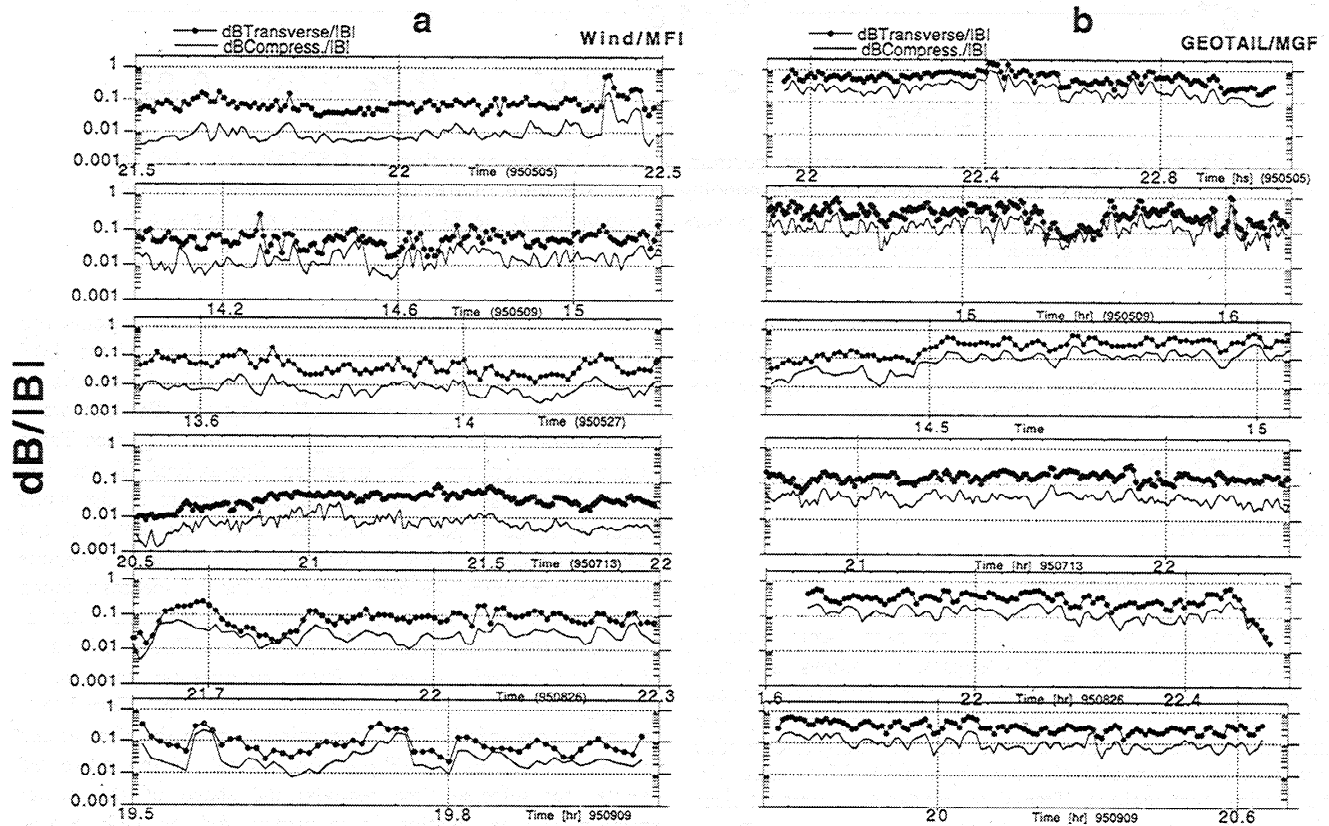 a
dBTransverse/|B|
dBCompress./|B|
Wind/MFI
b
dBTransverse/|B|
dBCompress./|B|
GEOTAIL/MGF
dB/|B|
1
0.1
0.01
0.001
21.5 22 Time (950505) 22.5
22 22.4 22.8 Time [hs] (950505)
1
0.1
0.01
0.001
14.2 14.6 Time (950509) 15
15 Time [hr] (950509) 16
1
0.1
0.01
0.001
13.6 14 Time (950527)
14.5 Time 15
1
0.1
0.01
0.001
20.5 21 21.5 Time (950713) 22
21 Time [hr] 950713 22
1
0.1
0.01
0.001
21.7 22 Time (950826) 22.3
1.6 22 Time [hr] 950826 22.4
1
0.1
0.01
0.001
19.5 19.8 Time [hr] 950909
20 Time [hr] 950909 20.6